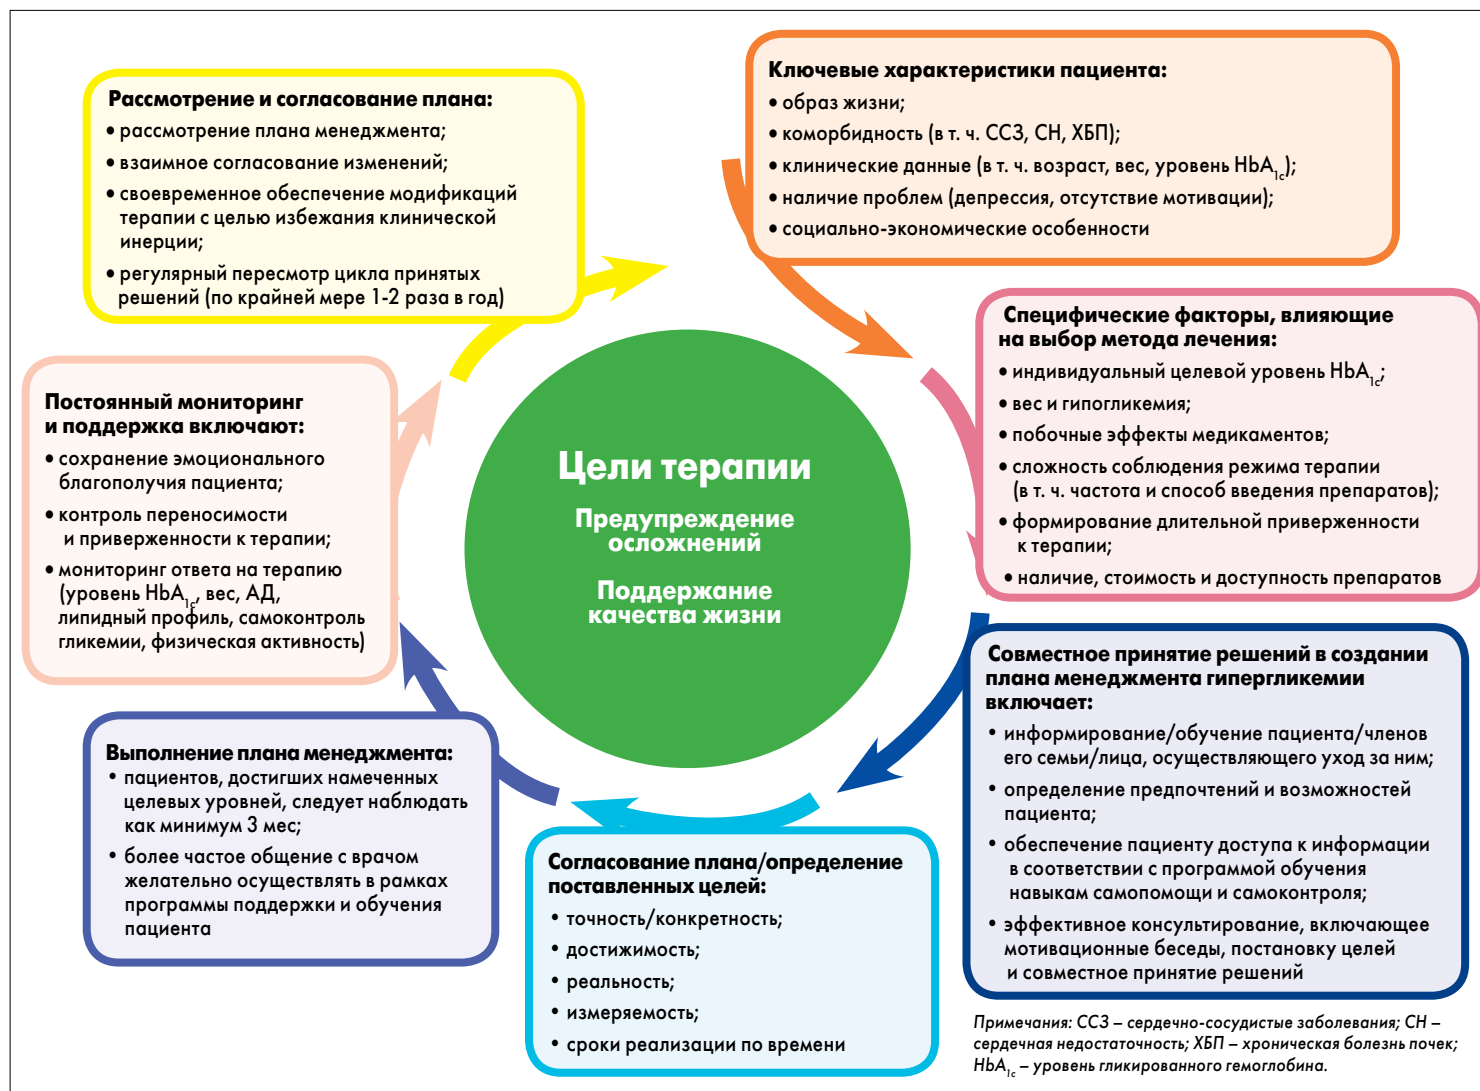 Ключевые характеристики пациента:
• образ жизни;
• коморбидность (в т. ч. ССЗ, СН, ХБП);
• клинические данные (в т. ч. возраст, вес, уровень HbA1c);
• наличие проблем (депрессия, отсутствие мотивации);
• социально-экономические особенности
Специфические факторы, влияющие
на выбор метода лечения:
• индивидуальный целевой уровень HbA1c;
• вес и гипогликемия;
• побочные эффекты медикаментов;
• сложность соблюдения режима терапии
(в т. ч. частота и способ введения препаратов);
• формирование длительной приверженности
к терапии;
• наличие, стоимость и доступность препаратов
Совместное принятие решений в создании
плана менеджмента гипергликемии
включает:
• информирование/обучение пациента/членов
его семьи/лица, осуществляющего уход за ним;
• определение предпочтений и возможностей
пациента;
• обеспечение пациенту доступа к информации
в соответствии с программой обучения
навыкам самопомощи и самоконтроля;
• эффективное консультирование, включающее
мотивационные беседы, постановку целей
и совместное принятие решений
Согласование плана/определение
поставленных целей:
• точность/конкретность;
• достижимость;
• реальность;
• измеряемость;
• сроки реализации по времени
Выполнение плана менеджмента:
• пациентов, достигших намеченных
целевых уровней, следует наблюдать
как минимум 3 мес;
• более частое общение с врачом
желательно осуществлять в рамках
программы поддержки и обучения
пациента
Постоянный мониторинг
и поддержка включают:
• сохранение эмоционального
благополучия пациента;
• контроль переносимости
и приверженности к терапии;
• мониторинг ответа на терапию
(уровень HbA1c, вес, АД,
липидный профиль, самоконтроль
гликемии, физическая активность)
Рассмотрение и согласование плана:
• рассмотрение плана менеджмента;
• взаимное согласование изменений;
• своевременное обеспечение модификаций
терапии с целью избежания клинической
инерции;
• регулярный пересмотр цикла принятых
решений (по крайней мере 1-2 раза в год)
Цели терапии
Предупреждение
осложнений
Поддержание
качества жизни
Примечания: ССЗ – сердечно-сосудистые заболевания; СН –
сердечная недостаточность; ХБП – хроническая болезнь почек;
HbA1c – уровень гликированного гемоглобина.